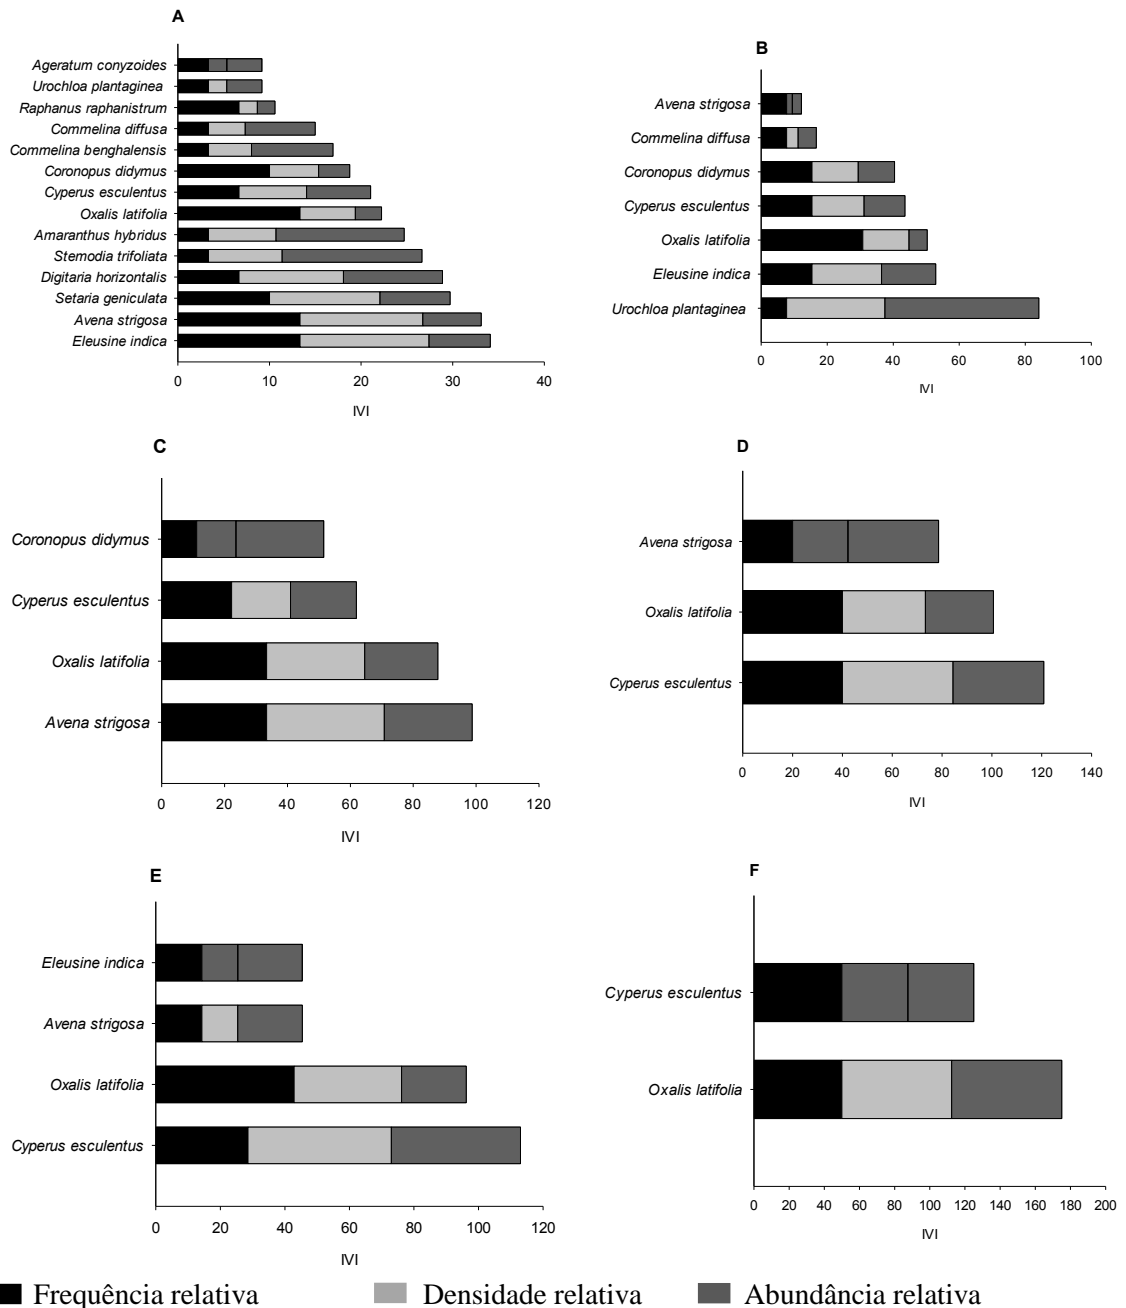 A
Ageratum conyzoides
Urochloa plantaginea
Raphanus raphanistrum
Commelina diffusa
Commelina benghalensis
Coronopus didymus
Cyperus esculentus
Oxalis latifolia
Amaranthus hybridus
Stemodia trifoliata
Digitaria horizontalis
Setaria geniculata
Avena strigosa
Eleusine indica
0 10 20 30 40
IVI
B
Avena strigosa
Commelina diffusa
Coronopus didymus
Cyperus esculentus
Oxalis latifolia
Eleusine indica
Urochloa plantaginea
0 20 40 60 80 100
IVI
C
Coronopus didymus
Cyperus esculentus
Oxalis latifolia
Avena strigosa
0 20 40 60 80 100 120
IVI
D
Avena strigosa
Oxalis latifolia
Cyperus esculentus
0 20 40 60 80 100 120 140
IVI
E
Eleusine indica
Avena strigosa
Oxalis latifolia
Cyperus esculentus
0 20 40 60 80 100 120
IVI
F
Cyperus esculentus
Oxalis latifolia
0 20 40 60 80 100 120 140 160 180 200
IVI
Frequência relativa Densidade relativa Abundância relativa